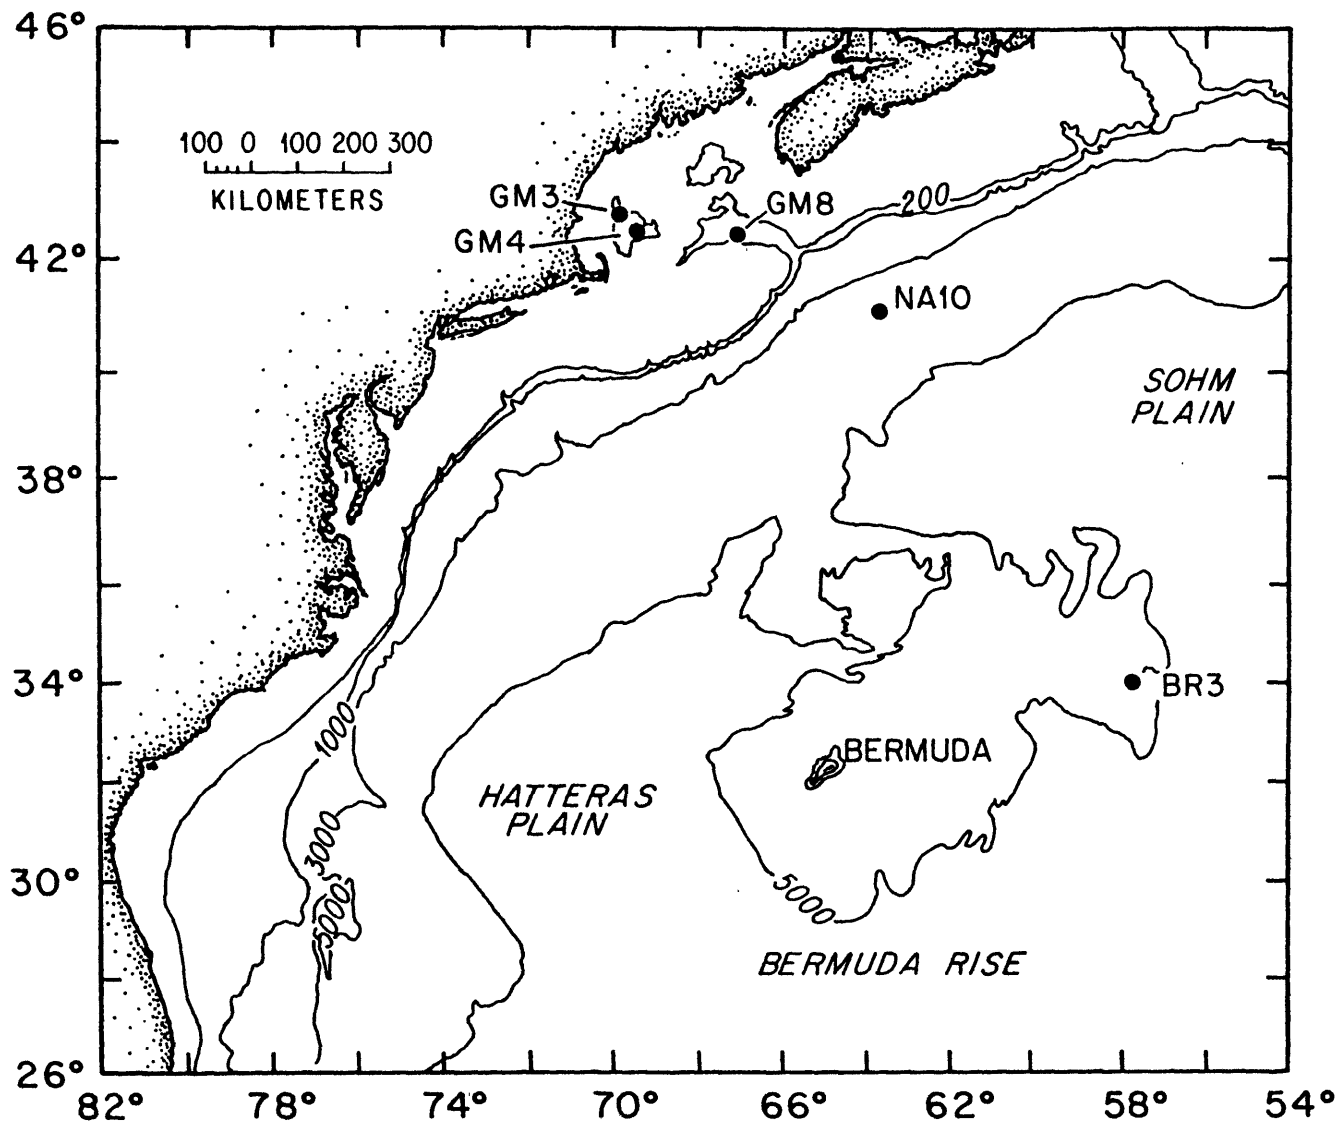 46°
100 0 100 200 300
KILOMETERS
GM3
GM4
GM8
200
42°
NA10
SOHM
PLAIN
38°
34°
BR3
1000
BERMUDA
HATTERAS
PLAIN
3000
30°
5000
5000
BERMUDA RISE
26°
82° 78° 74° 70° 66° 62° 58° 54°